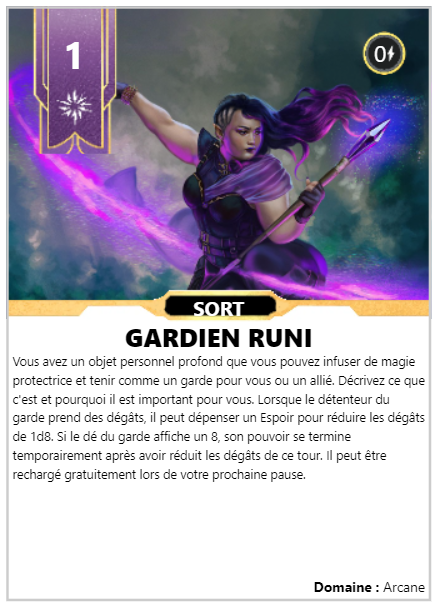 1
0
SORT
GARDIEN RUNI
Vous avez un objet personnel profond que vous pouvez infuser de magie
protectrice et tenir comme un garde pour vous ou un allié. Décrivez ce que
c'est et pourquoi il est important pour vous. Lorsque le détenteur du
garde prend des dégâts, il peut dépenser un Espoir pour réduire les dégâts
de 1d8. Si le dé du garde affiche un 8, son pouvoir se termine
temporairement après avoir réduit les dégâts de ce tour. Il peut être
rechargé gratuitement lors de votre prochaine pause.
Domaine : Arcane